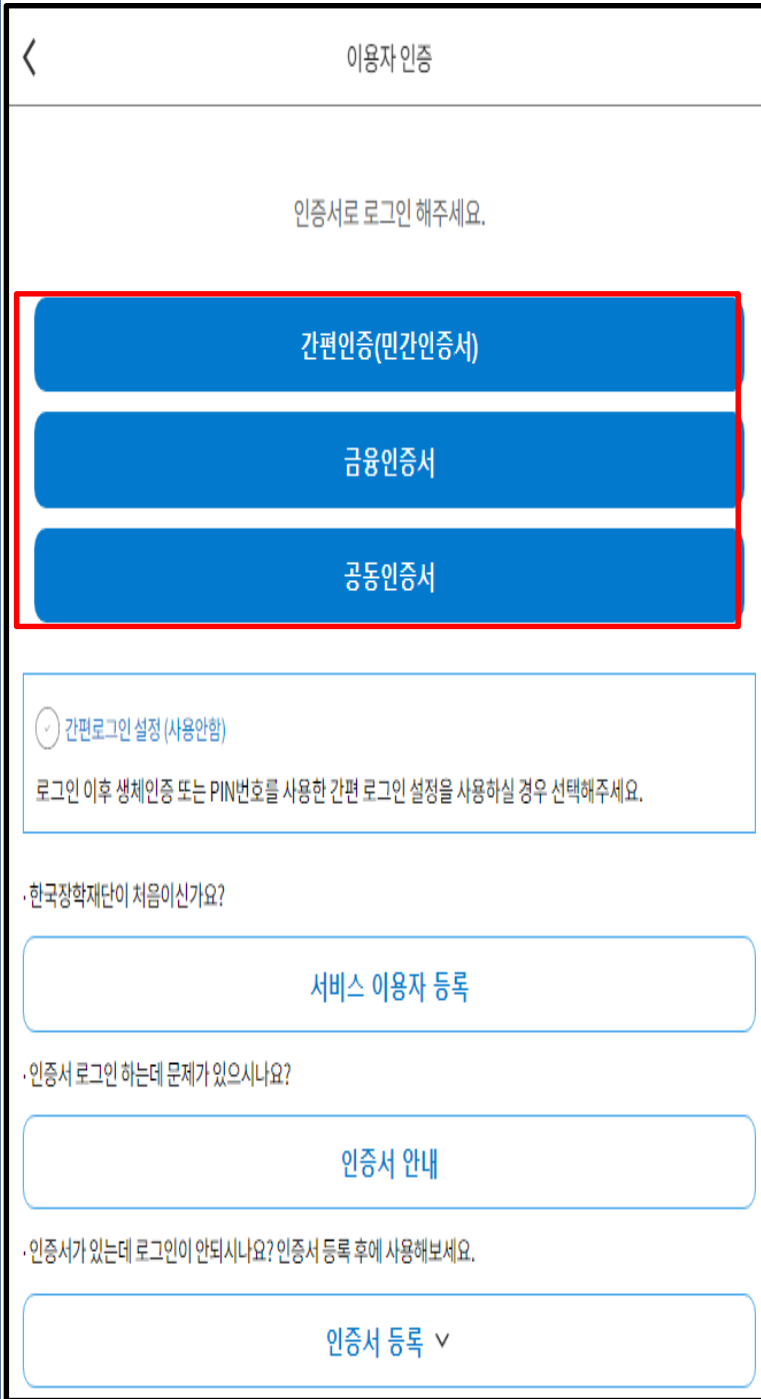 이용자 인증
인증서로 로그인 해주세요.
간편인증(민간인증서)
금융인증서
공동인증서
간편로그인 설정 (사용안함)
로그인 이후 생체인증 또는 PIN번호를 사용한 간편 로그인 설정을 사용하실 경우 선택해주세요.
· 한국장학재단이 처음이신가요?
서비스 이용자 등록
· 인증서 로그인 하는데 문제가 있으시나요?
인증서 안내
· 인증서가 있는데 로그인이 안되시나요? 인증서 등록 후에 사용해보세요.
인증서 등록